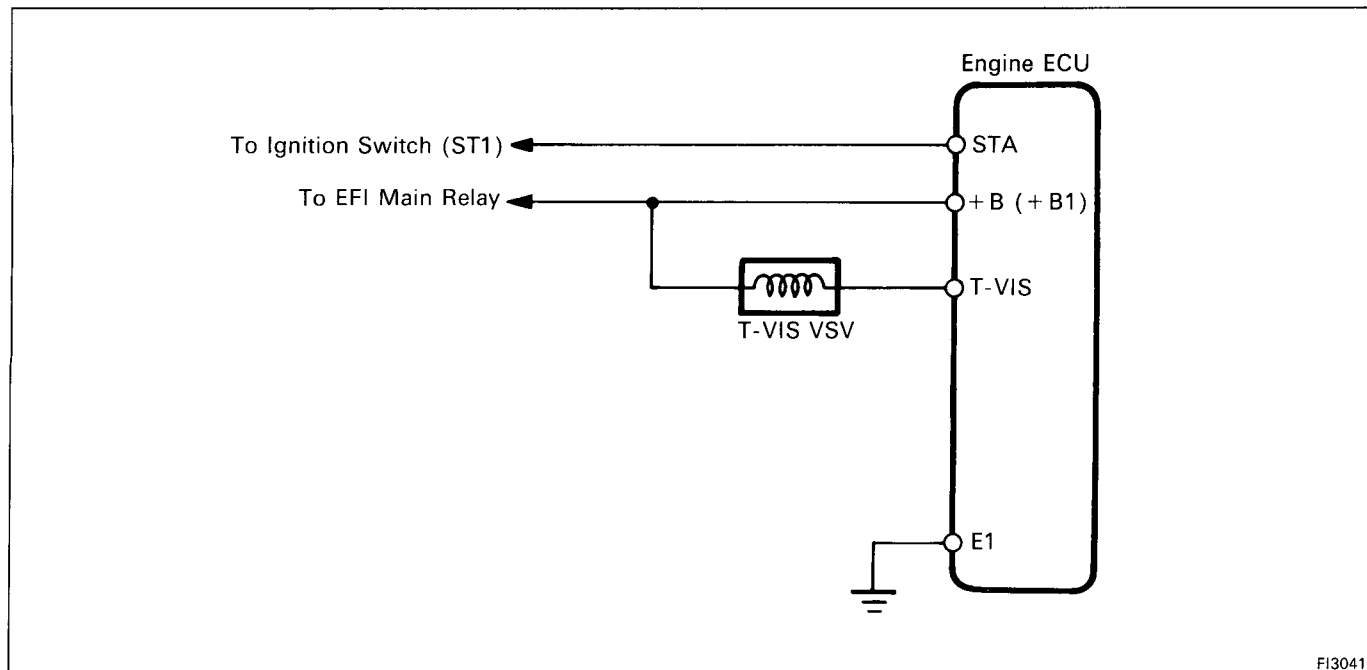 Engine ECU
To Ignition Switch (ST1)
STA
To EFI Main Relay
+B (+B1)
T-VIS
T-VIS VSV
E1
FI3041